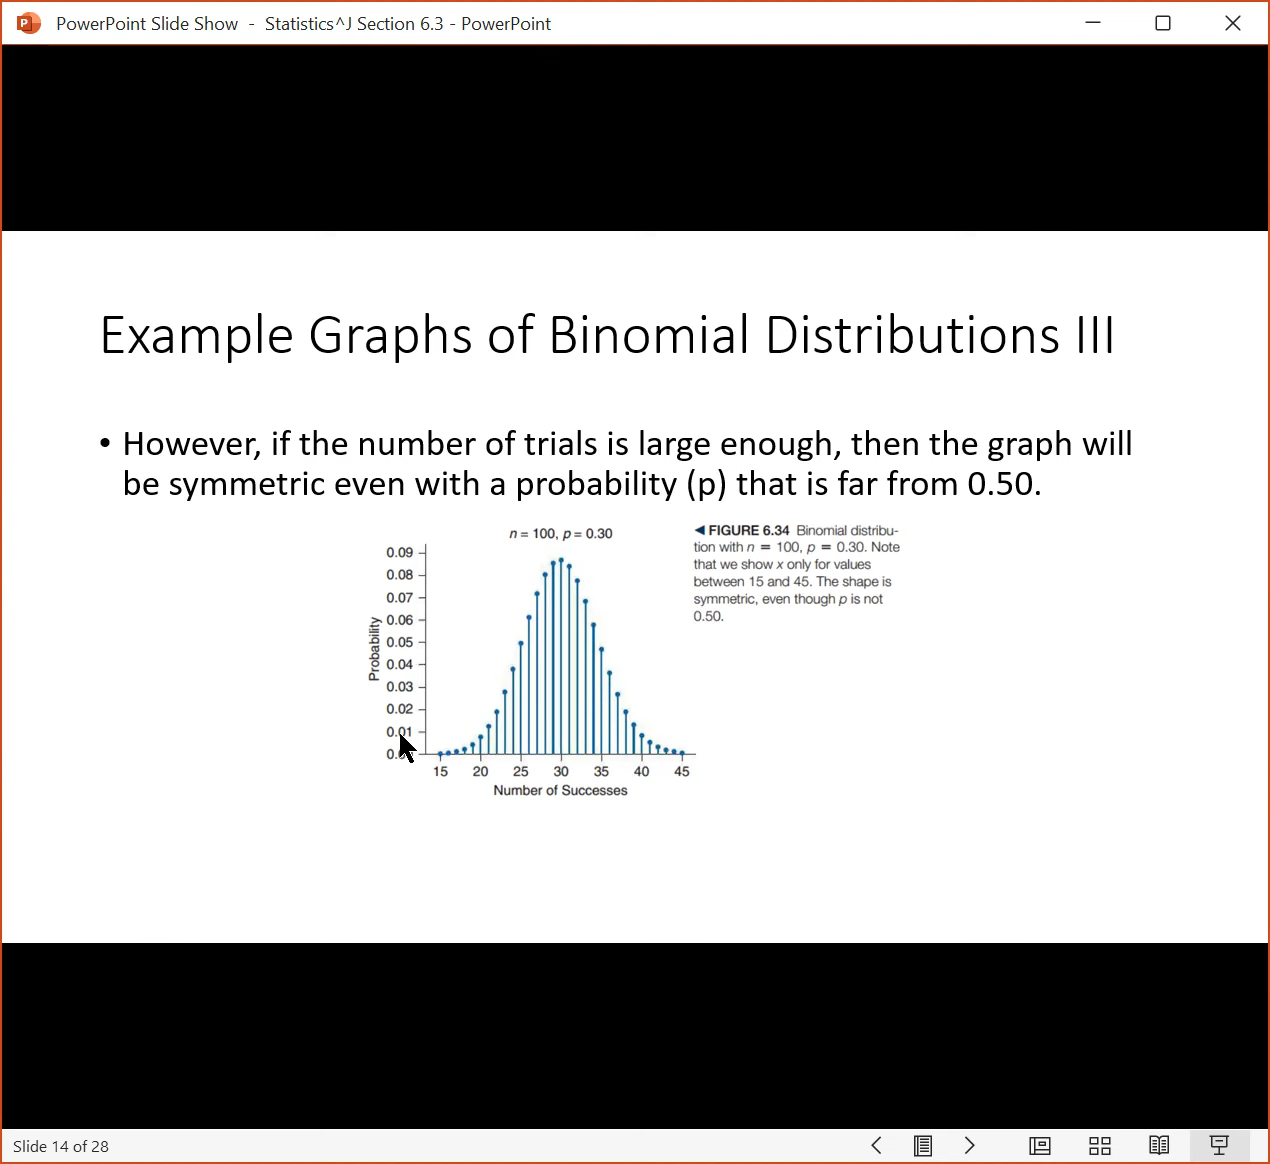 PowerPoint Slide Show - Statistics^J Section 6.3 - PowerPoint
Example Graphs of Binomial Distributions III
• However, if the number of trials is large enough, then the graph will
be symmetric even with a probability (p) that is far from 0.50.
n = 100, p = 0.30
0.09
0.08
0.07
0.06
0.05
0.04
0.03
0.02
0.01
Probability
15 20 25 30 35 40 45
Number of Successes
◄ FIGURE 6.34 Binomial distribu-
tion with n = 100, p = 0.30. Note
that we show x only for values
between 15 and 45. The shape is
symmetric, even though p is not
0.50.
Slide 14 of 28